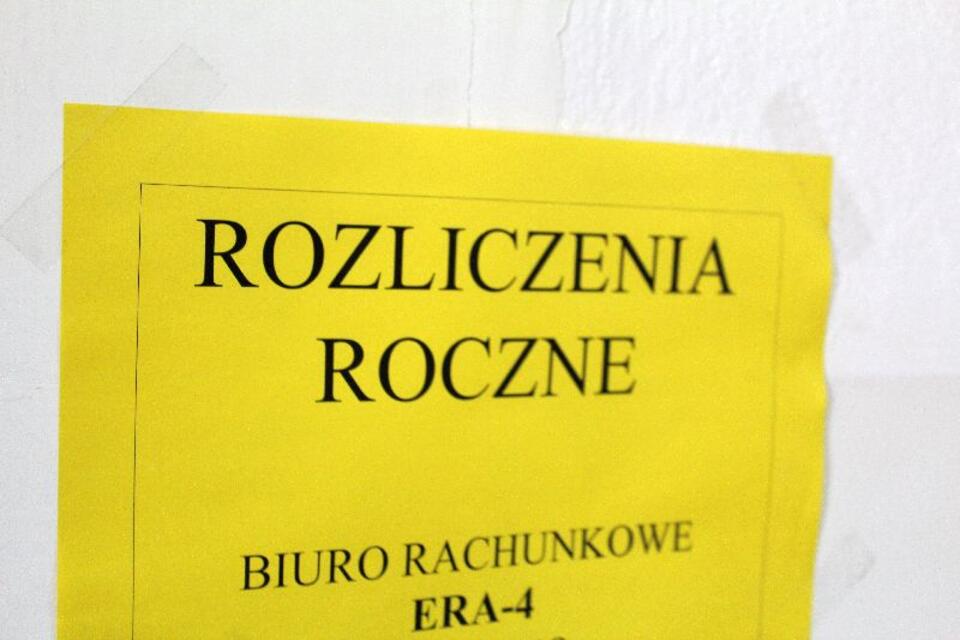 ROZLICZENIA
ROCZNE
BIURO RACHUNKOWE
ERA-4